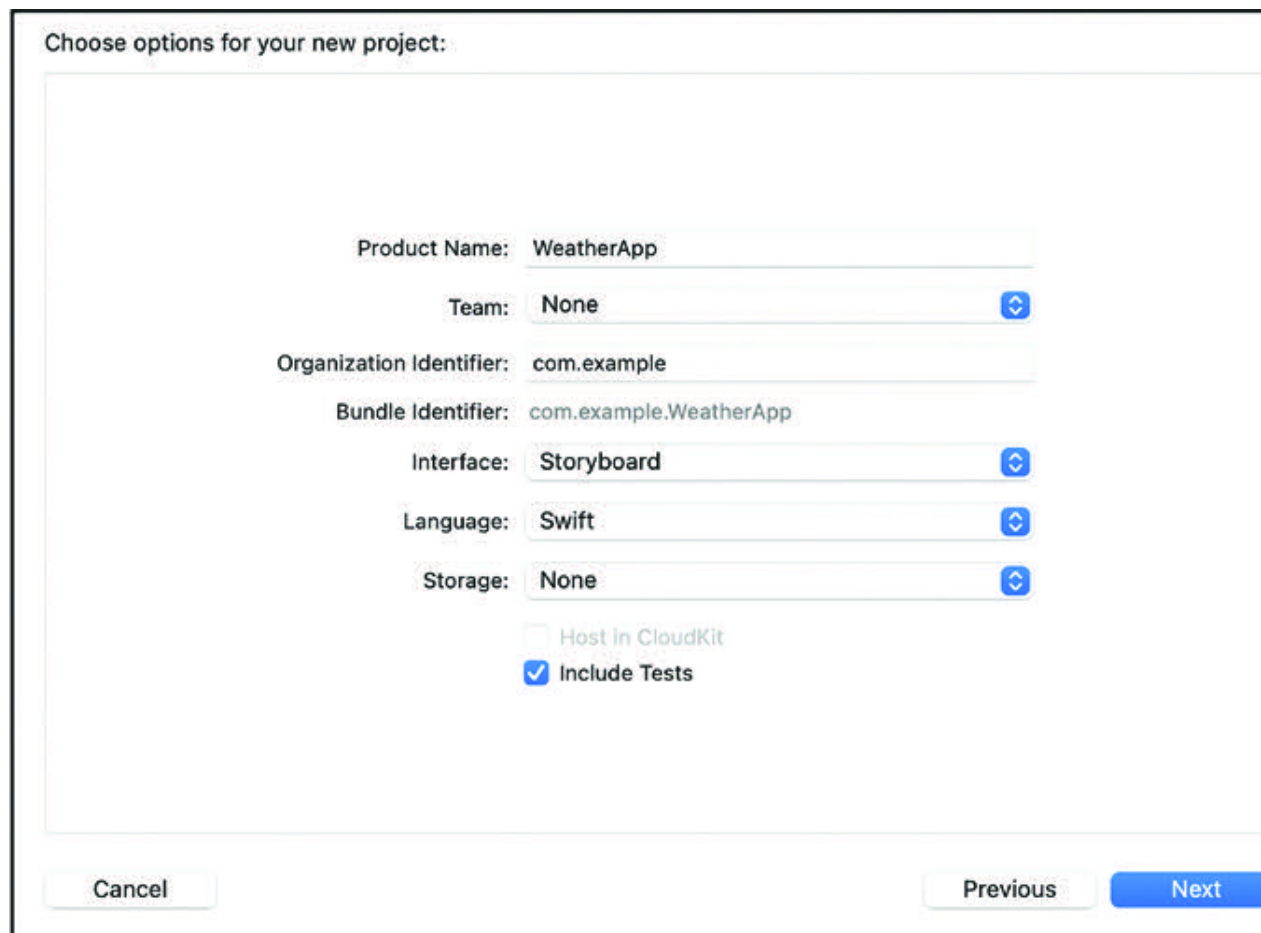 Choose options for your new project:
Product Name: WeatherApp
Team: None
Organization Identifier: com.example
Bundle Identifier: com.example.WeatherApp
Interface: Storyboard
Language: Swift
Storage: None
Host in CloudKit
Include Tests
Cancel Previous Next